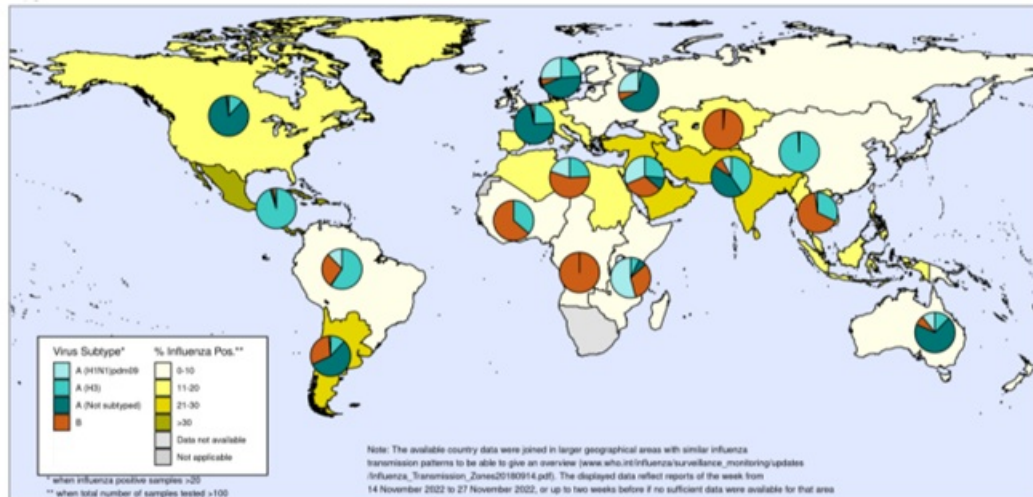 Virus Subtype*
A (H1N1)pdm09
A (H3)
A (Not subtyped)
B
% Influenza Pos.**
0-10
11-20
21-30
>30
Data not available
Not applicable
* when influenza positive samples >20
** when total number of samples tested >100
Note: The available country data were joined in larger geographical areas with similar influenza
transmission patterns to be able to give an overview (www.who.int/influenza/surveillance_monitoring/updates
/Influenza_Transmission_Zones20180914.pdf). The displayed data reflect reports of the week from
14 November 2022 to 27 November 2022, or up to two weeks before if no sufficient data were available for that area